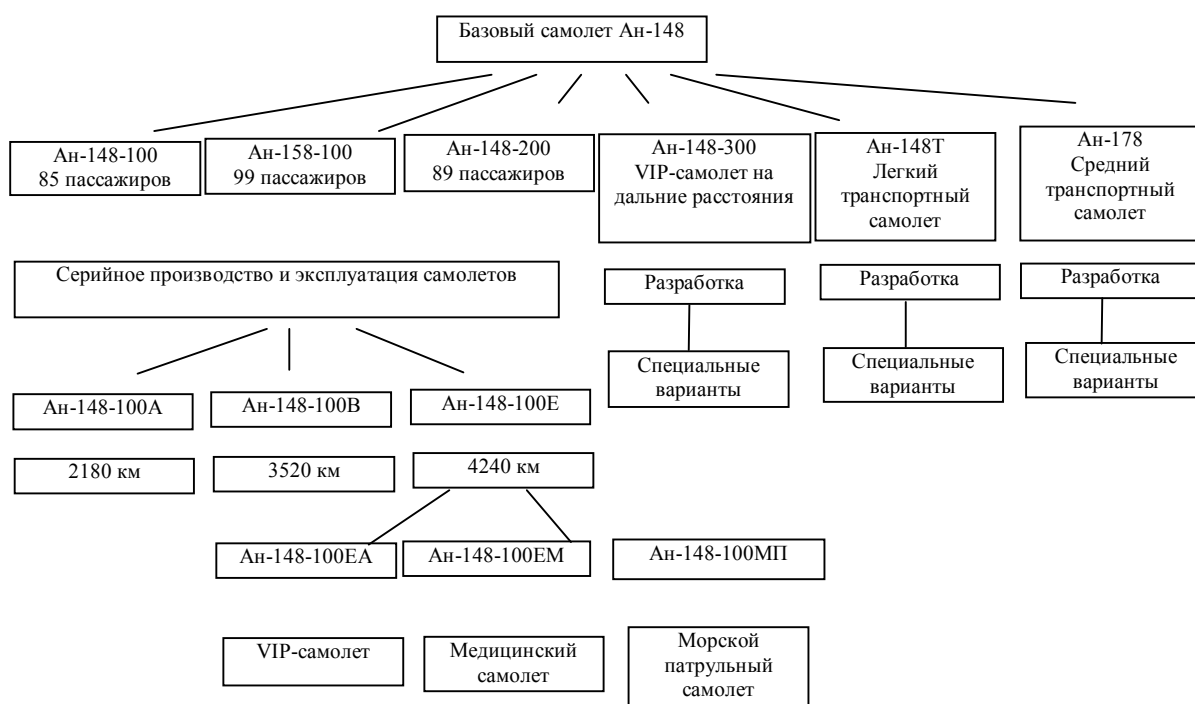 Базовый самолет Ан-148
Ан-148-100
85 пассажиров
Ан-158-100
99 пассажиров
Ан-148-200
89 пассажиров
Ан-148-300
VIP-самолет на
дальние расстояния
Ан-148Т
Легкий
транспортный
самолет
Ан-178
Средний
транспортный
самолет
Серийное производство и эксплуатация самолетов
Разработка
Разработка
Разработка
Специальные
варианты
Специальные
варианты
Специальные
варианты
Ан-148-100А
Ан-148-100В
Ан-148-100Е
2180 км
3520 км
4240 км
Ан-148-100ЕА
Ан-148-100ЕМ
Ан-148-100МП
VIP-самолет
Медицинский
самолет
Морской
патрульный
самолет